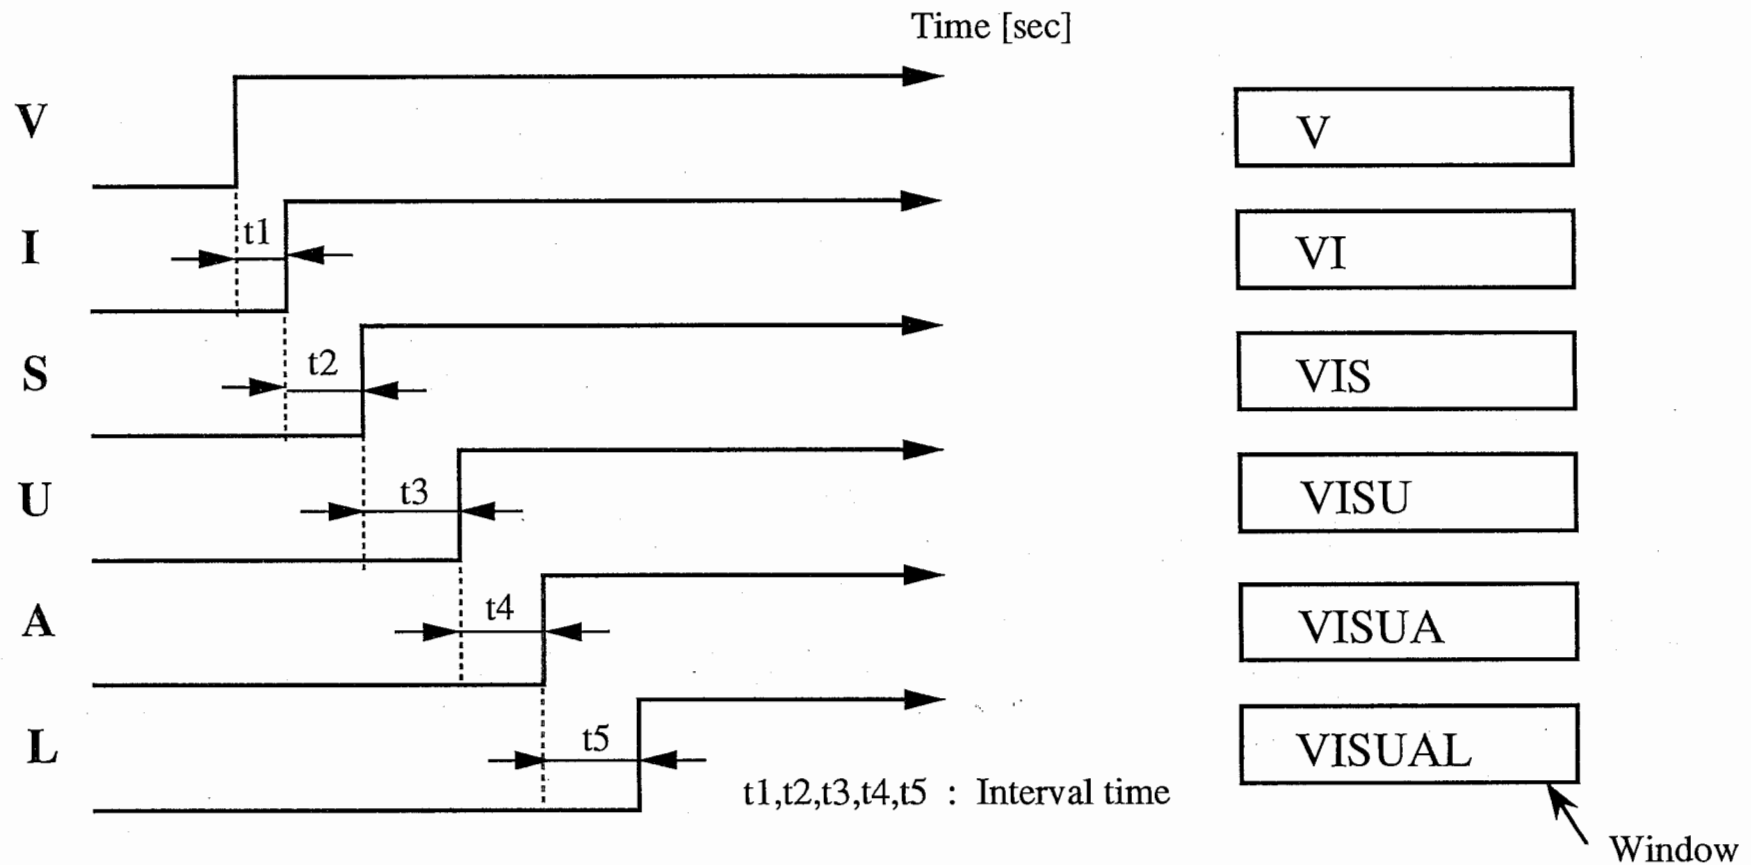 Time [sec]
V
V
t1
I
VI
t2
S
VIS
t3
U
VISU
t4
A
VISUA
t5
L
VISUAL
t1,t2,t3,t4,t5 : Interval time
Window